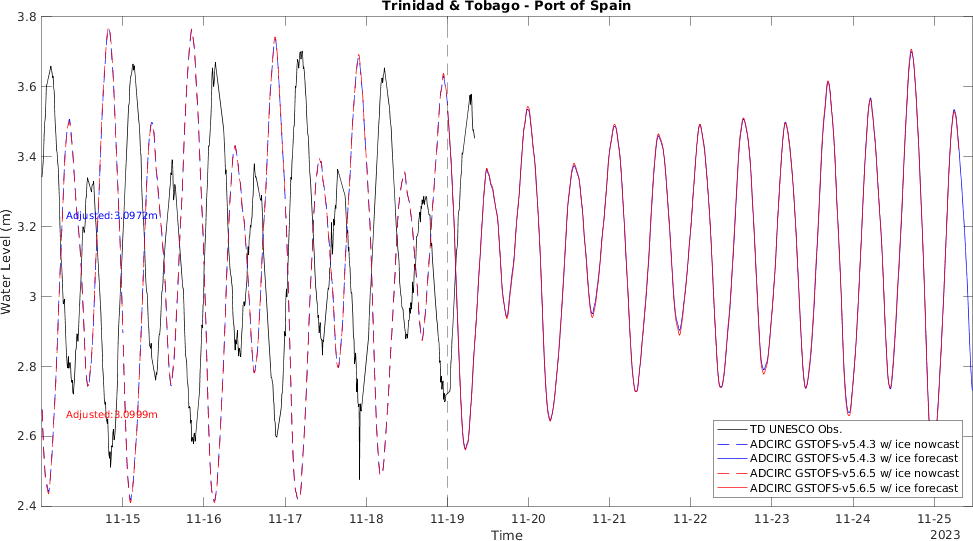 Trinidad & Tobago - Port of Spain
Water Level (m)
3.8
3.6
3.4
3.2
3
2.8
2.6
2.4
Adjusted:3.0972m
Adjusted:3.0999m
TD UNESCO Obs.
ADCIRC GSTOFS-v5.4.3 w/ ice nowcast
ADCIRC GSTOFS-v5.4.3 w/ ice forecast
ADCIRC GSTOFS-v5.6.5 w/ ice nowcast
ADCIRC GSTOFS-v5.6.5 w/ ice forecast
11-15 11-16 11-17 11-18 11-19 11-20 11-21 11-22 11-23 11-24 11-25
2023
Time